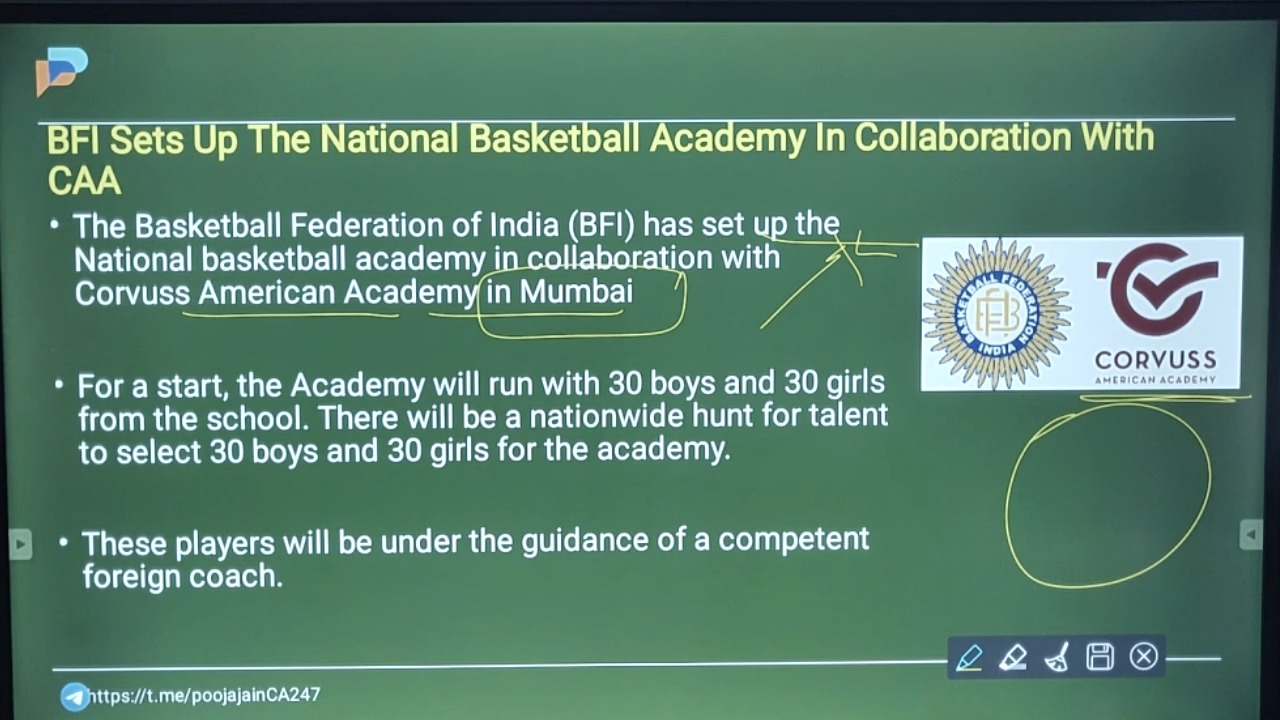 BFI Sets Up The National Basketball Academy In Collaboration With
CAA
• The Basketball Federation of India (BFI) has set up the
National basketball academy in collaboration with
Corvuss American Academy in Mumbai
BASKETBALL FEDERATION
INDIA
BFI
CORVUSS
AMERICAN ACADEMY
• For a start, the Academy will run with 30 boys and 30 girls
from the school. There will be a nationwide hunt for talent
to select 30 boys and 30 girls for the academy.
• These players will be under the guidance of a competent
foreign coach.
https://t.me/poojajainCA247